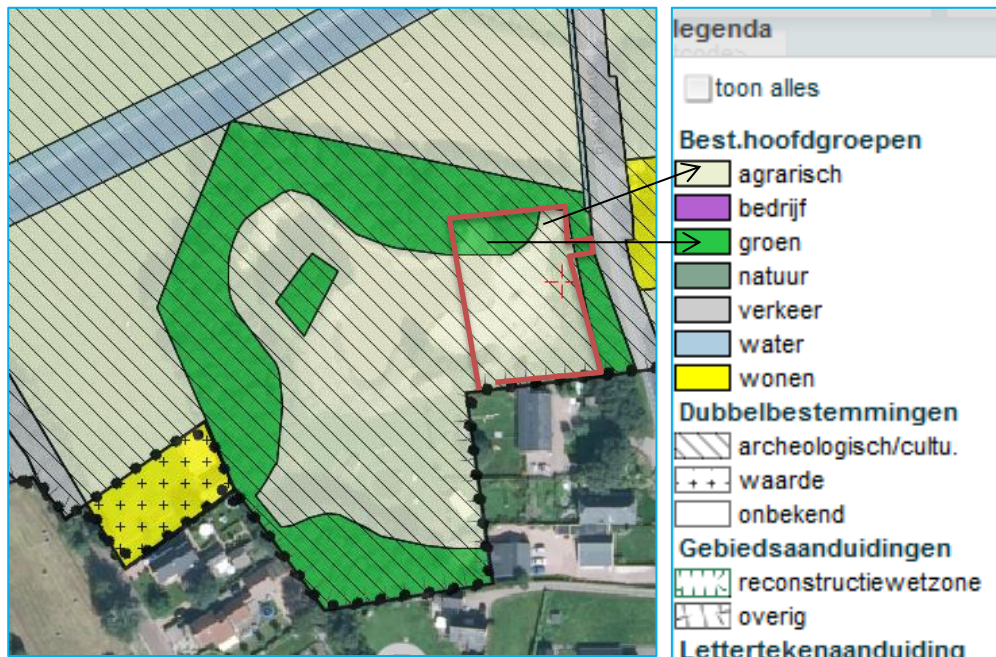 legenda
toon alles
Best.hoofdgroepen
agrarisch
bedrijf
groen
natuur
verkeer
water
wonen
Dubbelbestemmingen
archeologisch/cultu.
waarde
onbekend
Gebiedsaanduidingen
reconstructiewetzone
overig
Lettertekenaanduiding